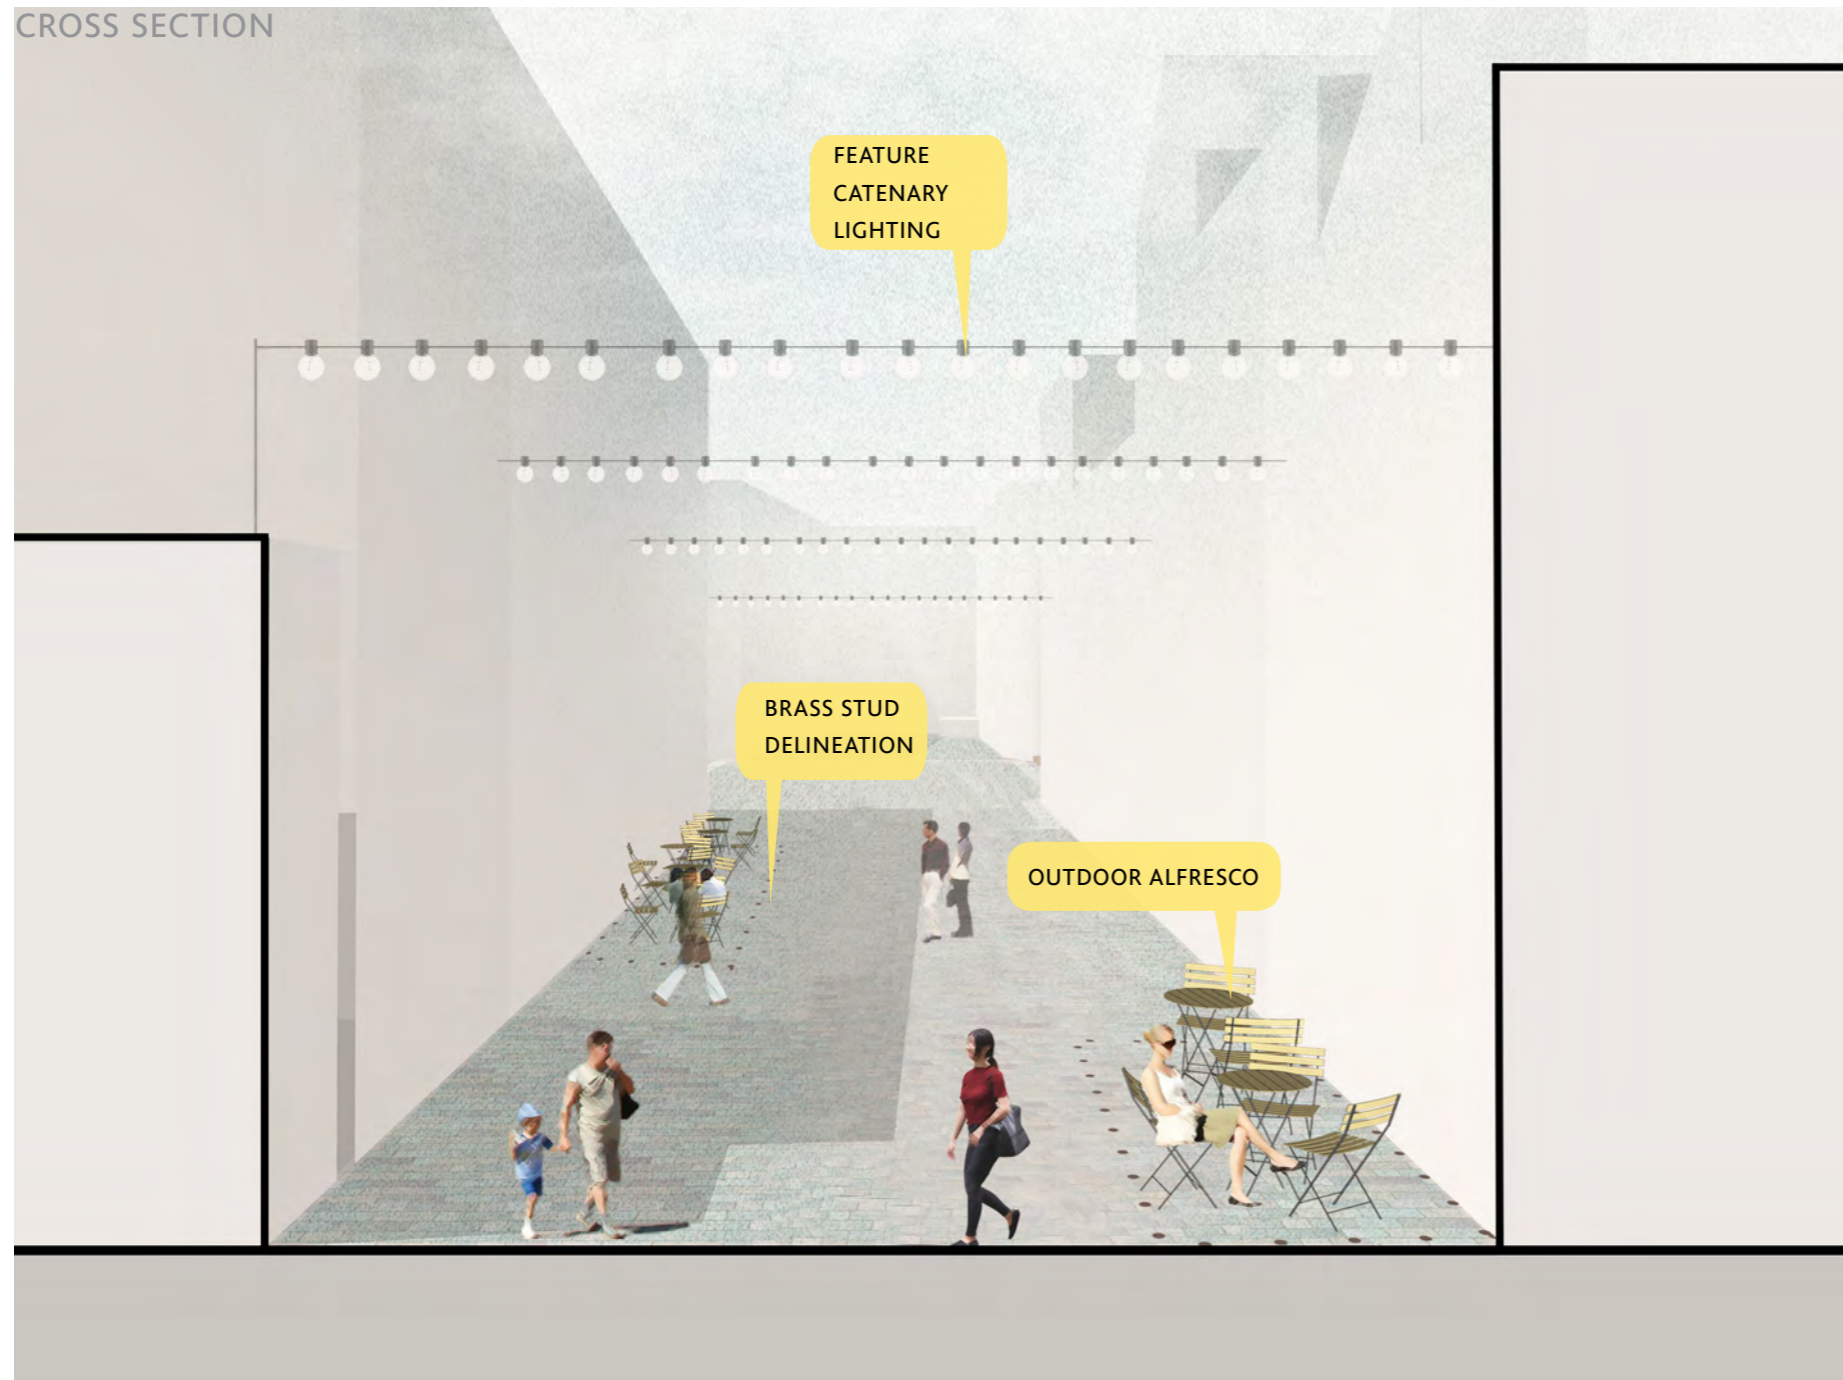 CROSS SECTION
FEATURE
CATENARY
LIGHTING
BRASS STUD
DELINEATION
OUTDOOR ALFRESCO